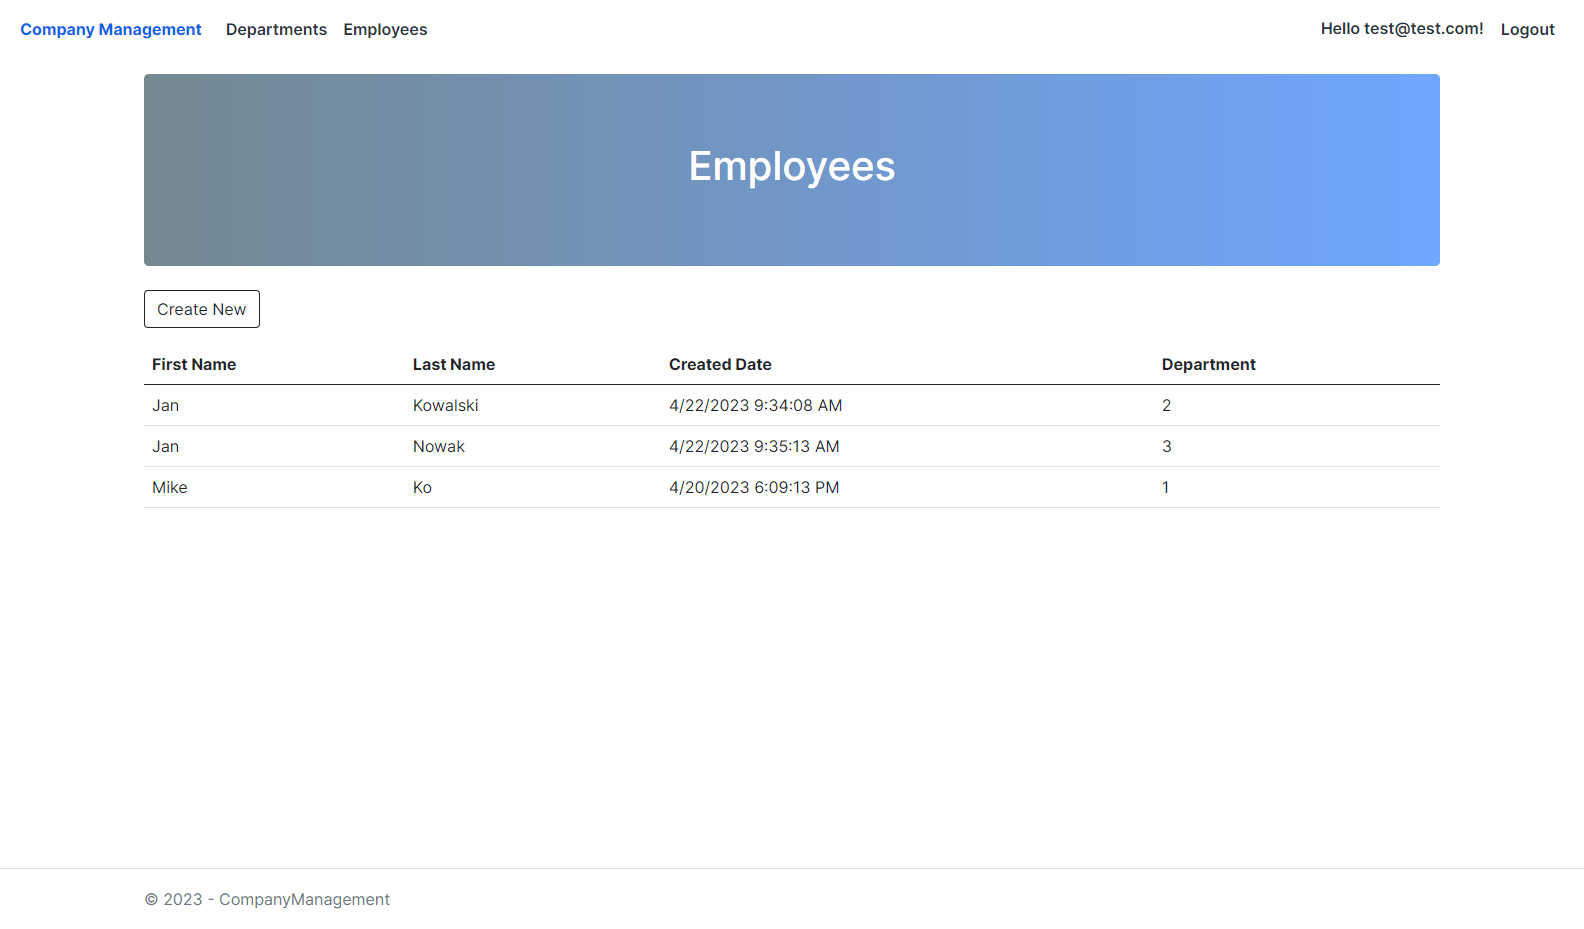 Company Management Departments Employees Hello test@test.com! Logout
Employees
Create New
First Name Last Name Created Date Department
Jan Kowalski 4/22/2023 9:34:08 AM 2
Jan Nowak 4/22/2023 9:35:13 AM 3
Mike Ko 4/20/2023 6:09:13 PM 1
© 2023 - CompanyManagement